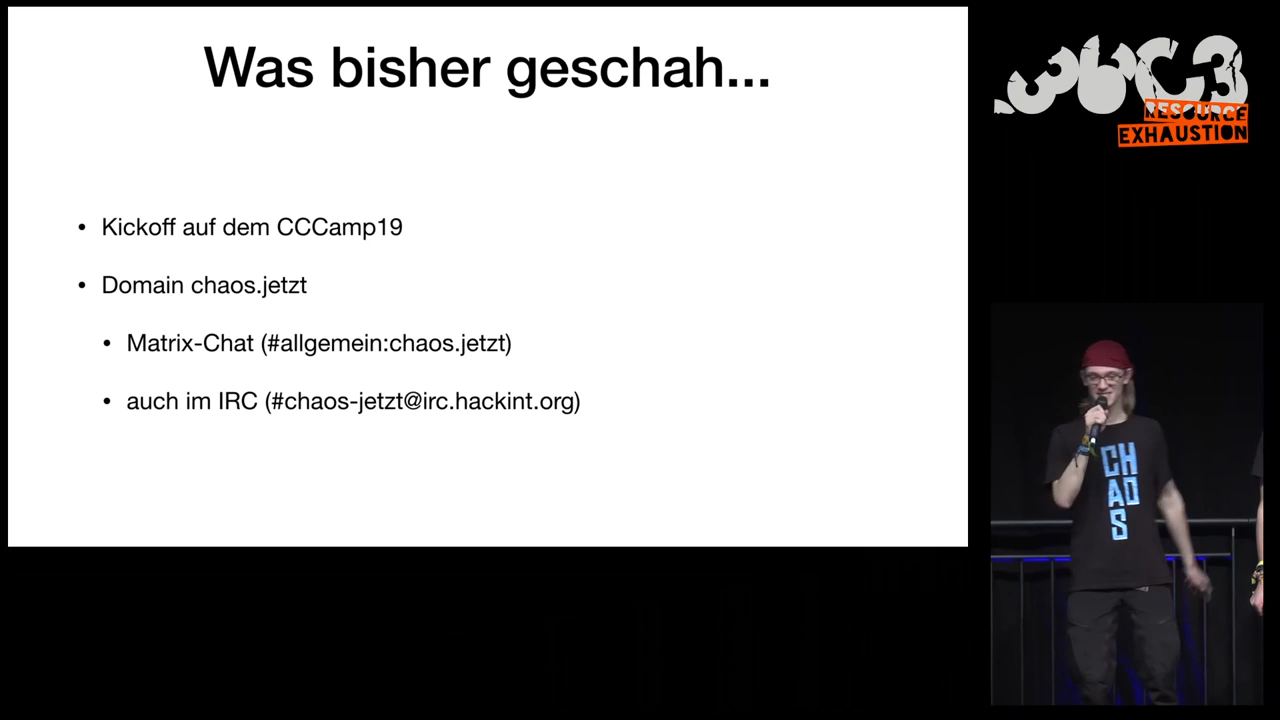 Was bisher geschah...
• Kickoff auf dem CCCamp19
• Domain chaos.jetzt
• Matrix-Chat (#allgemein:chaos.jetzt)
• auch im IRC (#chaos-jetzt@irc.hackint.org)
36C3
RESOURCE
EXHAUSTION
CH
AO
S